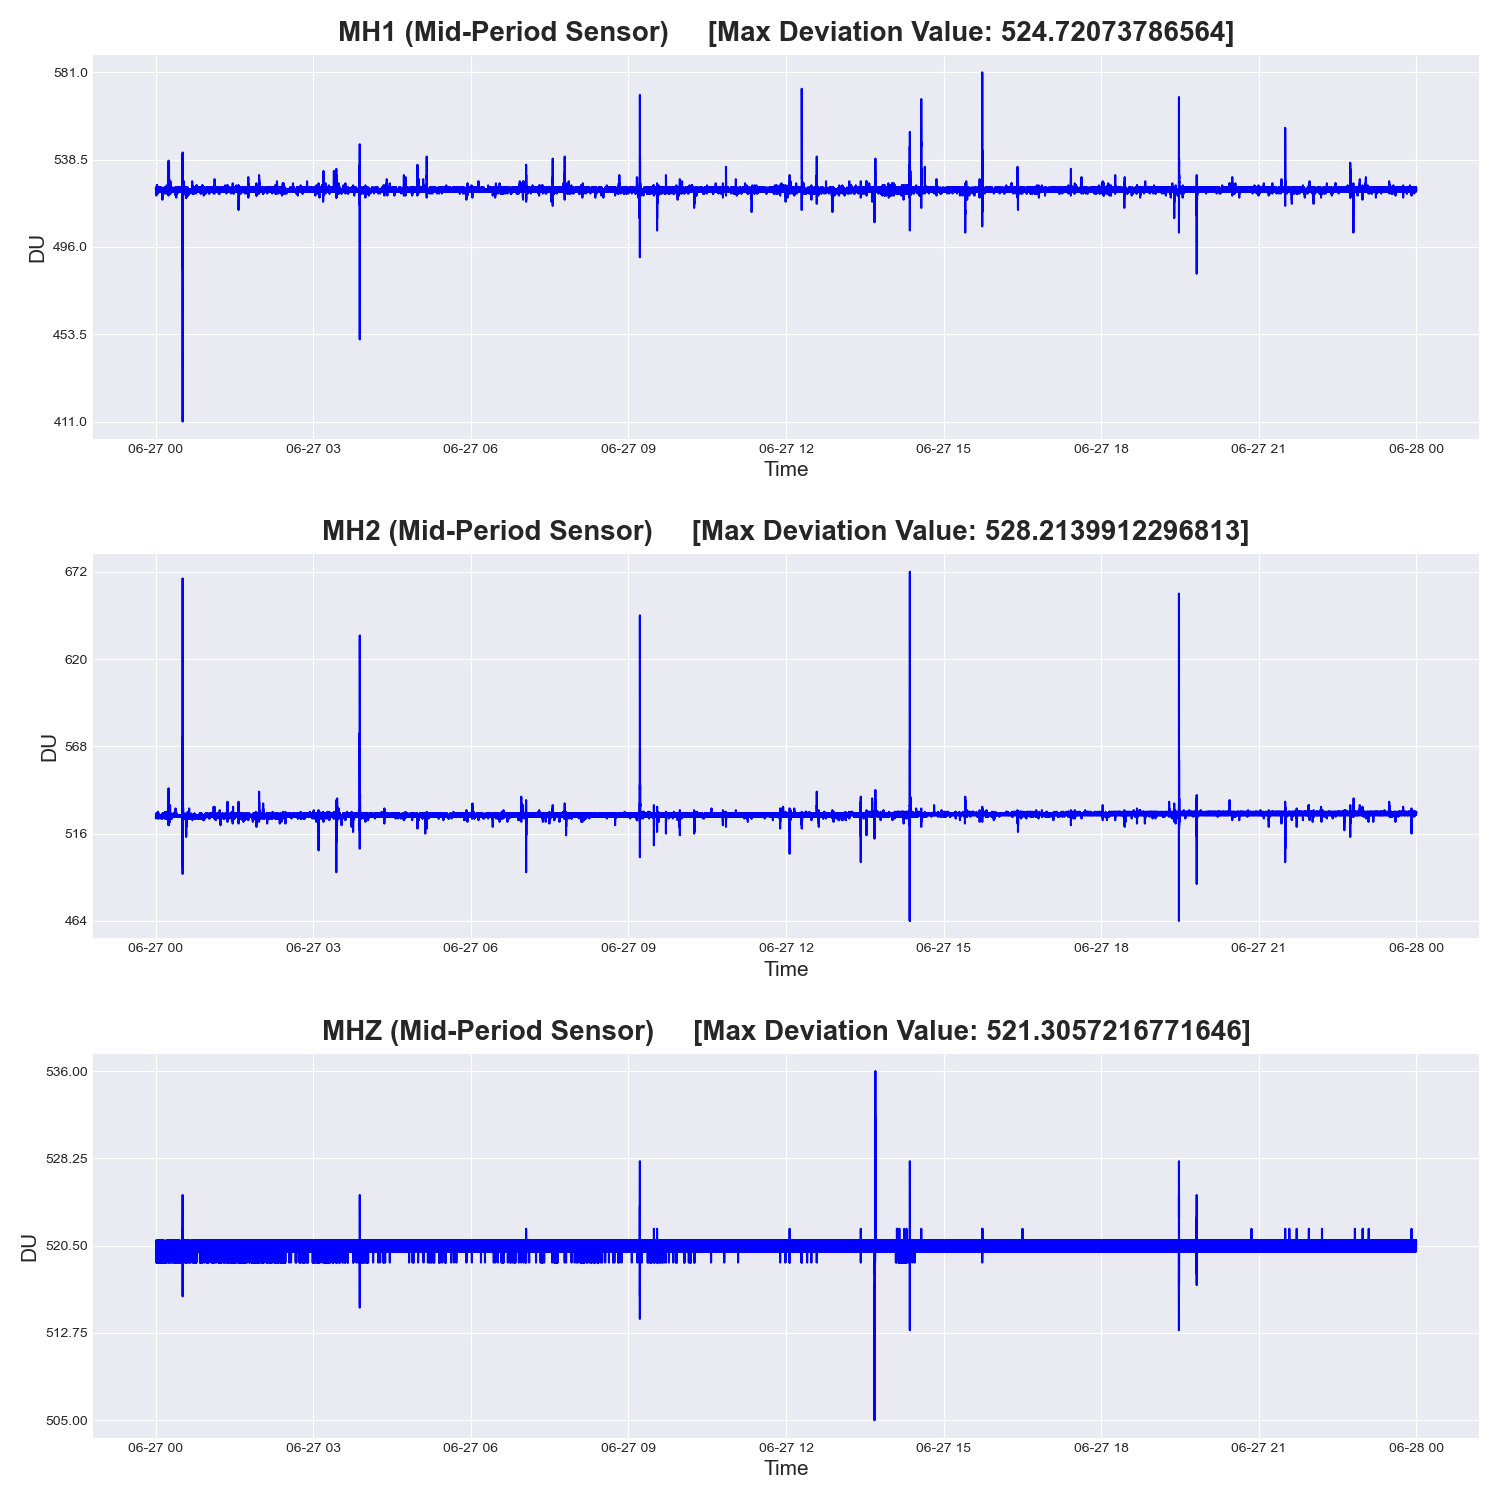 MH1 (Mid-Period Sensor) [Max Deviation Value: 524.72073786564]
581.0
538.5
496.0
453.5
411.0
DU
06-27 00 06-27 03 06-27 06 06-27 09 06-27 12 06-27 15 06-27 18 06-27 21 06-28 00
Time
MH2 (Mid-Period Sensor) [Max Deviation Value: 528.2139912296813]
672
620
568
516
464
DU
06-27 00 06-27 03 06-27 06 06-27 09 06-27 12 06-27 15 06-27 18 06-27 21 06-28 00
Time
MHZ (Mid-Period Sensor) [Max Deviation Value: 521.3057216771646]
536.00
528.25
520.50
512.75
505.00
DU
06-27 00 06-27 03 06-27 06 06-27 09 06-27 12 06-27 15 06-27 18 06-27 21 06-28 00
Time